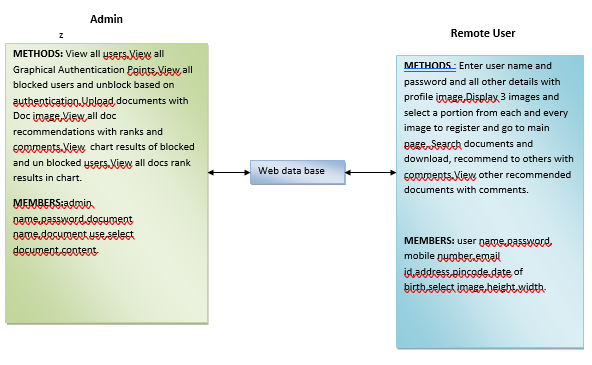 Admin
z
METHODS: View all users,View all
Graphical Authentication Points,View all
blocked users and unblock based on
authentication,Upload documents with
Doc image,View all doc
recommendations with ranks and
comments,View  chart results of blocked
and un blocked users,View all docs rank
results in chart.
MEMBERS:admin
name,password,document
name,document use,select
document,content.
Web data base
Remote User
METHODS : Enter user name and
password and all other details with
profile image,Display 3 images and
select a portion from each and every
image to register and go to main
page. Search documents and
download, recommend to others with
comments,View other recommended
documents with comments.
MEMBERS: user name,password,
mobile number,email
id,address,pincode,date of
birth,select image,height,width.